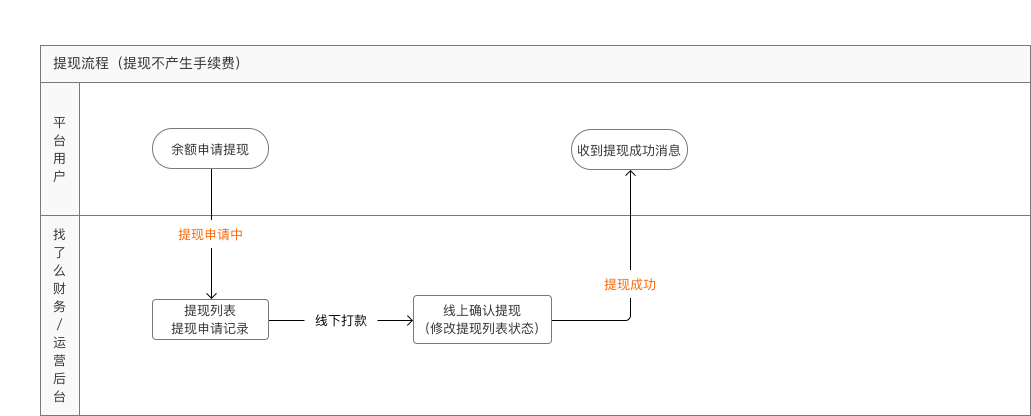 提现流程（提现不产生手续费）
平台用户
余额申请提现
收到提现成功消息
找了么财务/运营后台
提现申请中
提现成功
提现列表
提现申请记录
线下打款
线上确认提现
（修改提现列表状态）